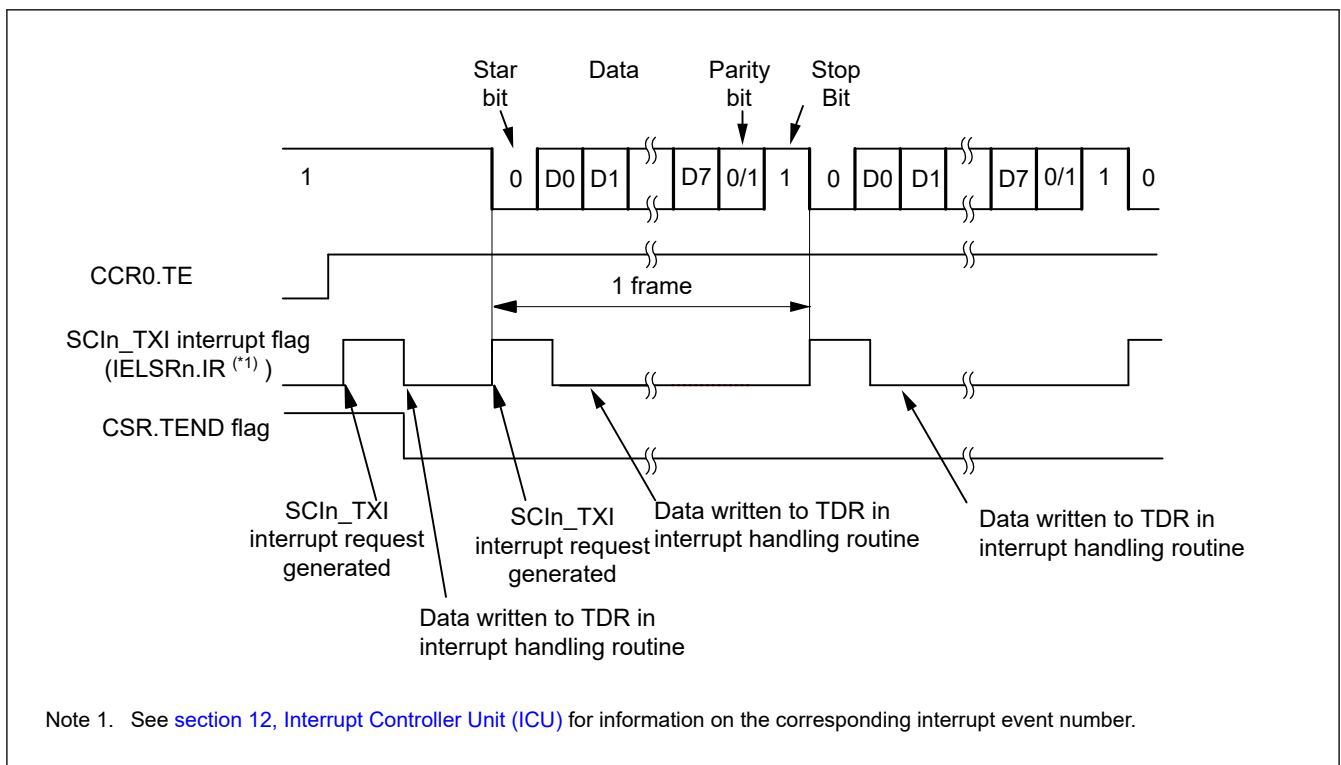 Star
bit
Data
Parity
bit
Stop
Bit
1
0 D0 D1 D7 0/1 1 0 D0 D1 D7 0/1 1 0
CCR0.TE
1 frame
SCIn_TXI interrupt flag
(IELSRn.IR (*1) )
CSR.TEND flag
SCIn_TXI
interrupt request
generated
Data written to TDR in
interrupt handling routine
SCIn_TXI
interrupt request
generated
Data written to TDR in
interrupt handling routine
Data written to TDR in
interrupt handling routine
Note 1. See section 12, Interrupt Controller Unit (ICU) for information on the corresponding interrupt event number.